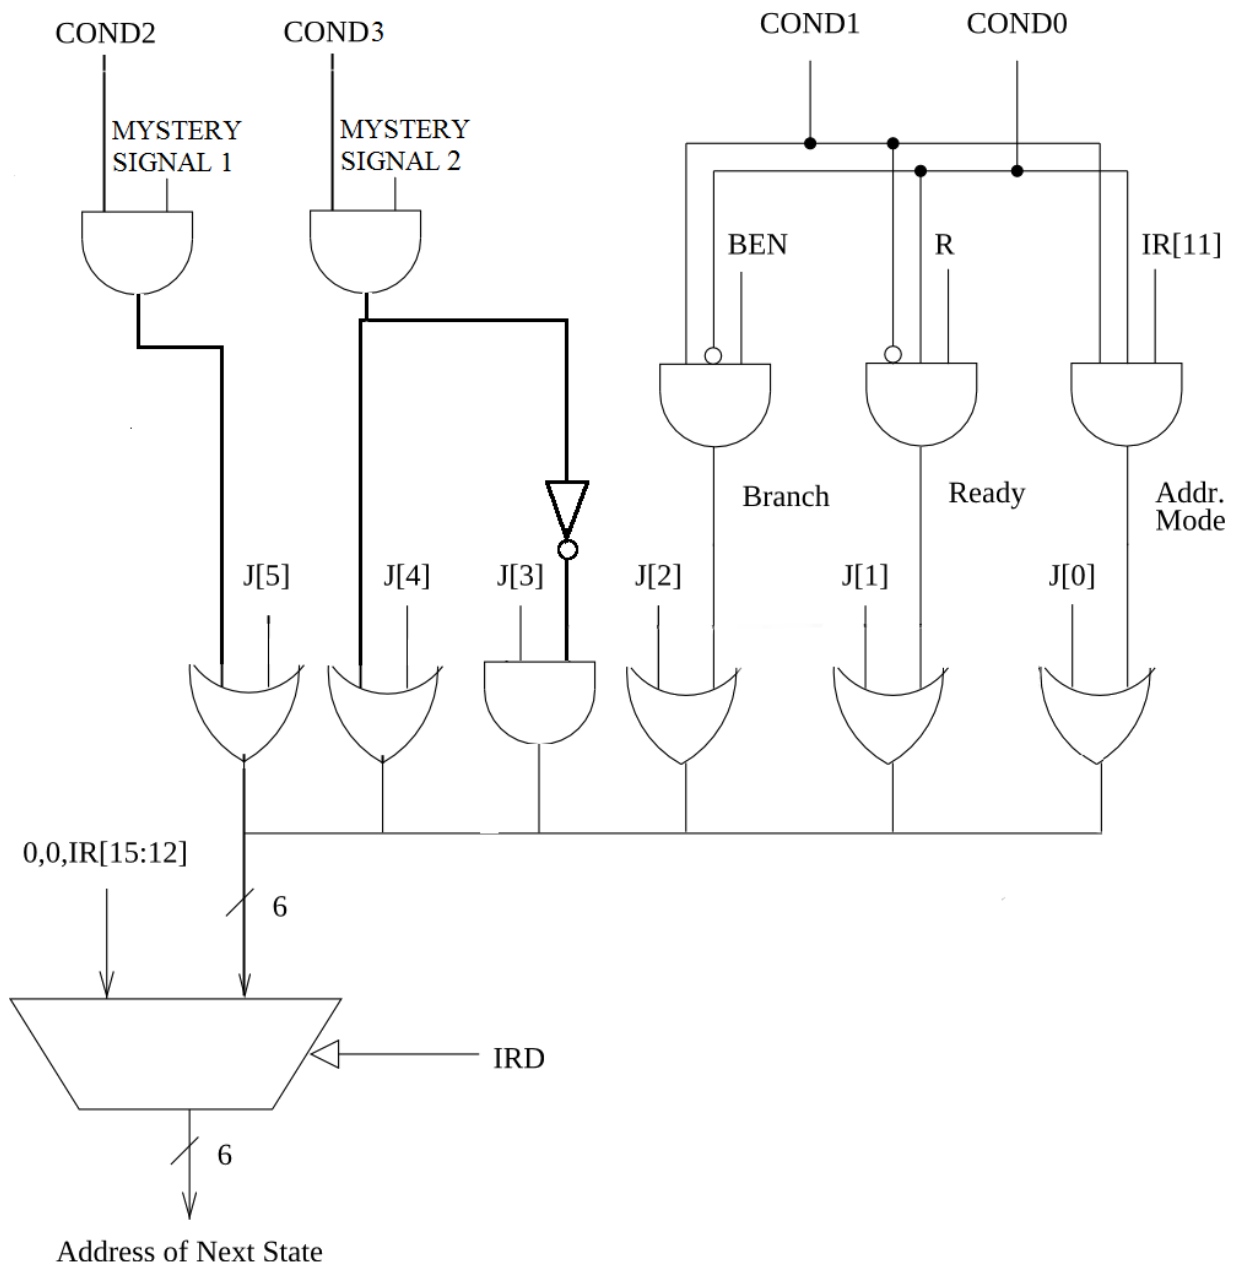 COND2
COND3
COND1
COND0
MYSTERY
SIGNAL 1
MYSTERY
SIGNAL 2
BEN
R
IR[11]
Branch
Ready
Addr.
Mode
J[5]
J[4]
J[3]
J[2]
J[1]
J[0]
0,0,IR[15:12]
6
IRD
6
Address of Next State